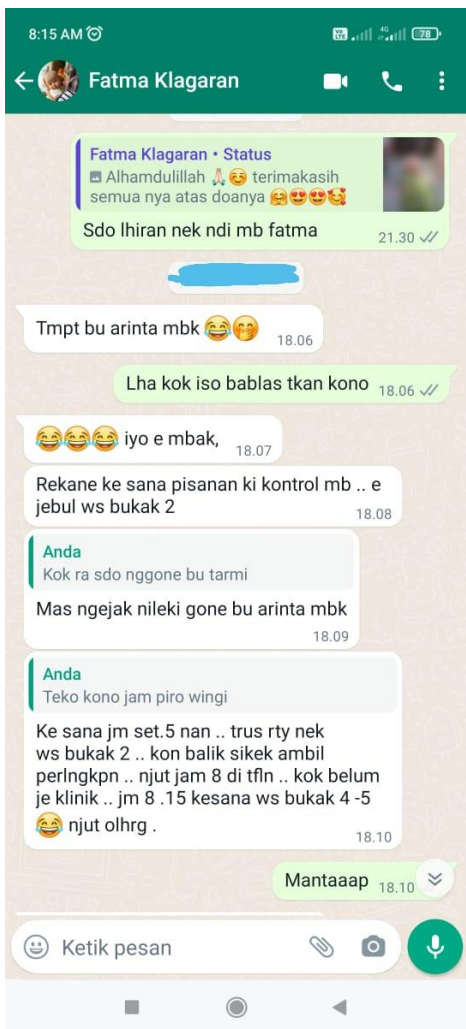 8:15 AM
4G
78
Fatma Klagaran
Fatma Klagaran • Status
Alhamdulillah 🙏🏻☺️ terimakasih
semua nya atas doanya 🤗😍😍🥰
Sdo lhiran nek ndi mb fatma
21.30
Tmpt bu arinta mbk 😂🤭
18.06
Lha kok iso bablas tkan kono
18.06
😂😂😂 iyo e mbak,
18.07
Rekane ke sana pisanan ki kontrol mb .. e
jebul ws bukak 2
18.08
Anda
Kok ra sdo nggone bu tarmi
Mas ngejak nileki gone bu arinta mbk
18.09
Anda
Teko kono jam piro wingi
Ke sana jm set.5 nan .. trus rty nek
ws bukak 2 .. kon balik sikek ambil
perlngkpn .. njut jam 8 di tfln .. kok belum
je klinik .. jm 8 .15 kesana ws bukak 4 -5
😂 njut olhrg .
18.10
Mantaaap
18.10
Ketik pesan